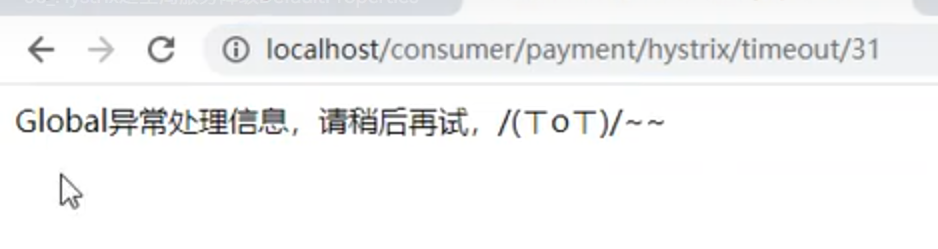 localhost/consumer/payment/hystrix/timeout/31
Global异常处理信息，请稍后再试，/(ㄒoㄒ)/~~